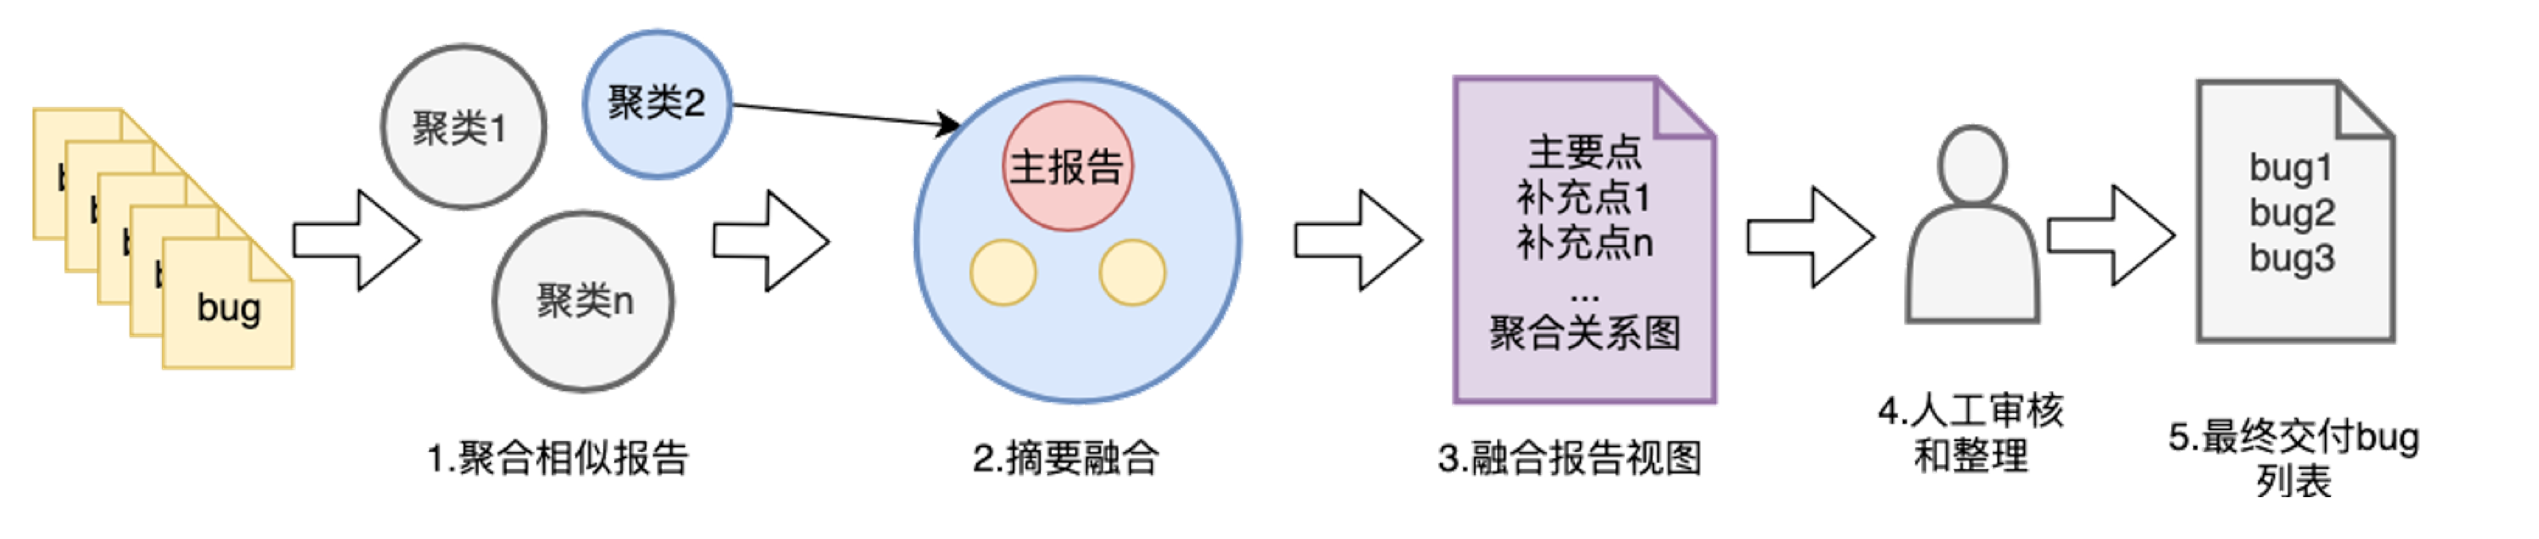 bug
聚类1
聚类2
聚类n
1.聚合相似报告
主报告
2.摘要融合
主要点
补充点1
补充点n
...
聚合关系图
3.融合报告视图
4.人工审核
和整理
bug1
bug2
bug3
5.最终交付bug
列表